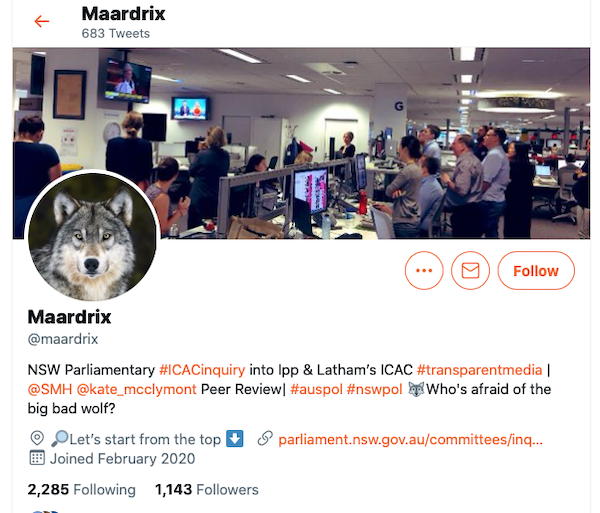 Maardrix
683 Tweets
G
Follow
Maardrix
@maardrix
NSW Parliamentary #ICACinquiry into Ipp & Latham's ICAC #transparentmedia |
@SMH @kate_mcclymont Peer Review| #auspol #nswpol 🐺Who's afraid of the
big bad wolf?
🔎Let's start from the top ⬇️ parliament.nsw.gov.au/committees/inq...
Joined February 2020
2,285 Following 1,143 Followers